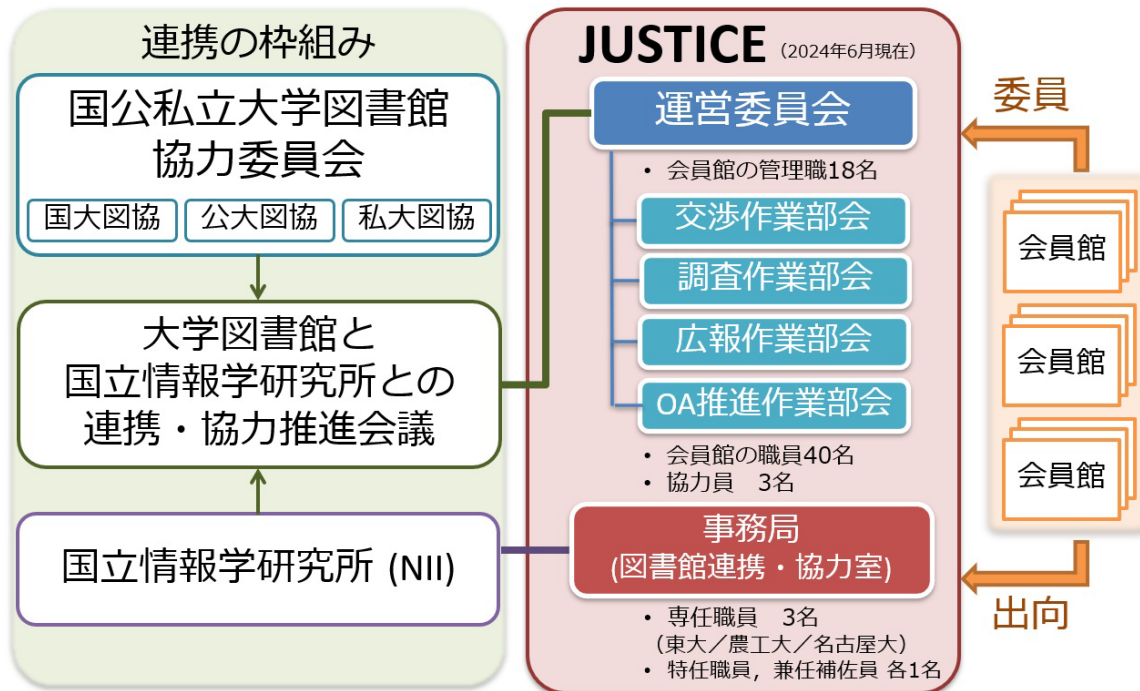 連携の枠組み
国公私立大学図書館
協力委員会
国大図協
公大図協
私大図協
大学図書館と
国立情報学研究所との
連携・協力推進会議
国立情報学研究所 (NII)
JUSTICE (2024年6月現在)
運営委員会
• 会員館の管理職18名
交渉作業部会
調査作業部会
広報作業部会
OA推進作業部会
• 会員館の職員40名
• 協力員　3名
事務局
(図書館連携・協力室)
• 専任職員　3名
（東大／農工大／名古屋大）
• 特任職員，兼任補佐員 各1名
委員
会員館
会員館
会員館
出向